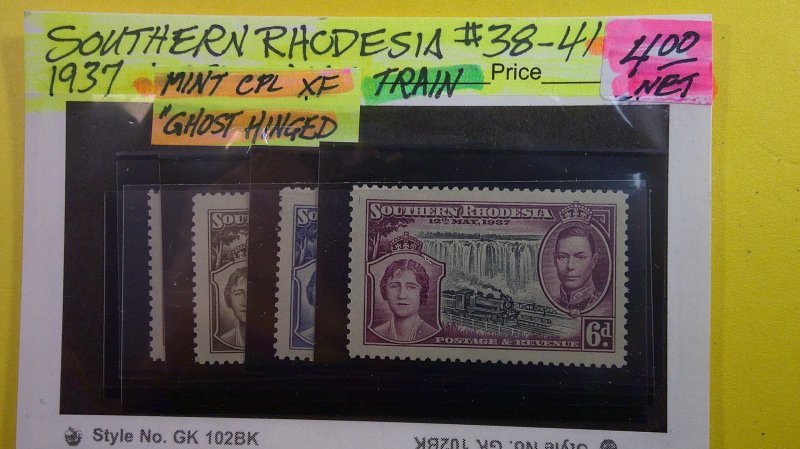 SOUTHERN RHODESIA #38-41
4.00 NET
1937 MINT CPL XF TRAIN Price
"GHOST HINGED
SOUTHERN RHODESIA
12TH MAY, 1937
POSTAGE & REVENUE
6d.
Style No. GK 102BK
Style No. GK 102BK